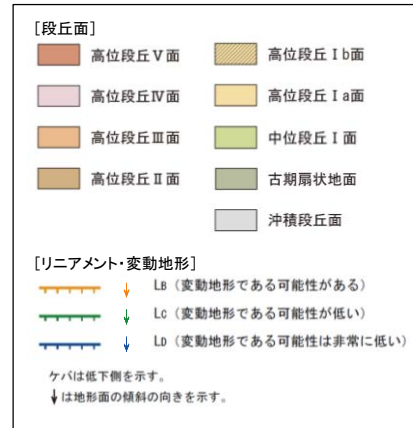 [段丘面]
高位段丘Ⅴ面
高位段丘Ⅳ面
高位段丘Ⅲ面
高位段丘Ⅱ面
高位段丘Ⅰb面
高位段丘Ⅰa面
中位段丘Ⅰ面
古期扇状地面
沖積段丘面
[リニアメント・変動地形]
LB (変動地形である可能性がある)
LC (変動地形である可能性が低い)
LD (変動地形である可能性は非常に低い)
ケバは低下側を示す。
↓は地形面の傾斜の向きを示す。